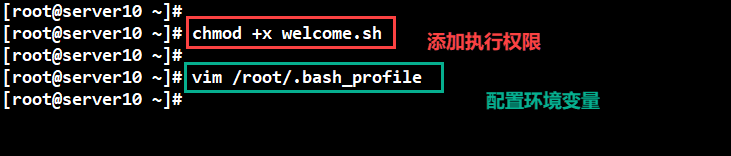 [root@server10 ~]#
[root@server10 ~]# chmod +x welcome.sh 添加执行权限
[root@server10 ~]#
[root@server10 ~]# vim /root/.bash_profile
[root@server10 ~]# 配置环境变量